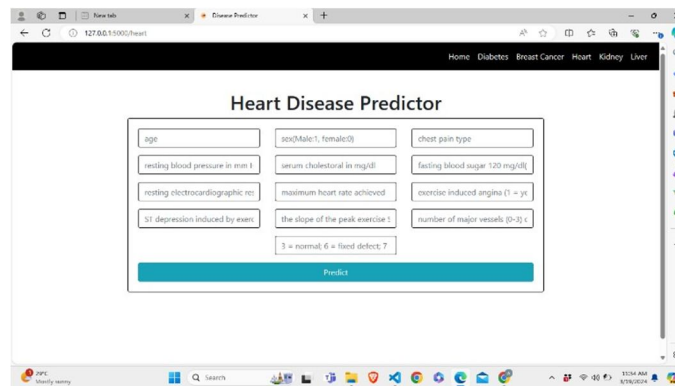 New tab
Disease Predictor
127.0.0.1:5000/heart
Home Diabetes Breast Cancer Heart Kidney Liver
Heart Disease Predictor
age
sex(Male:1, female:0)
chest pain type
resting blood pressure in mm
serum cholestoral in mg/dl
fasting blood sugar 120 mg/dl(
resting electrocardiographic res
maximum heart rate achieved
exercise induced angina (1 = ye
ST depression induced by exerc
the slope of the peak exercise S
number of major vessels (0-3) c
3 = normal; 6 = fixed defect; 7
Predict
29°C
Mostly sunny
Search
11:54 AM